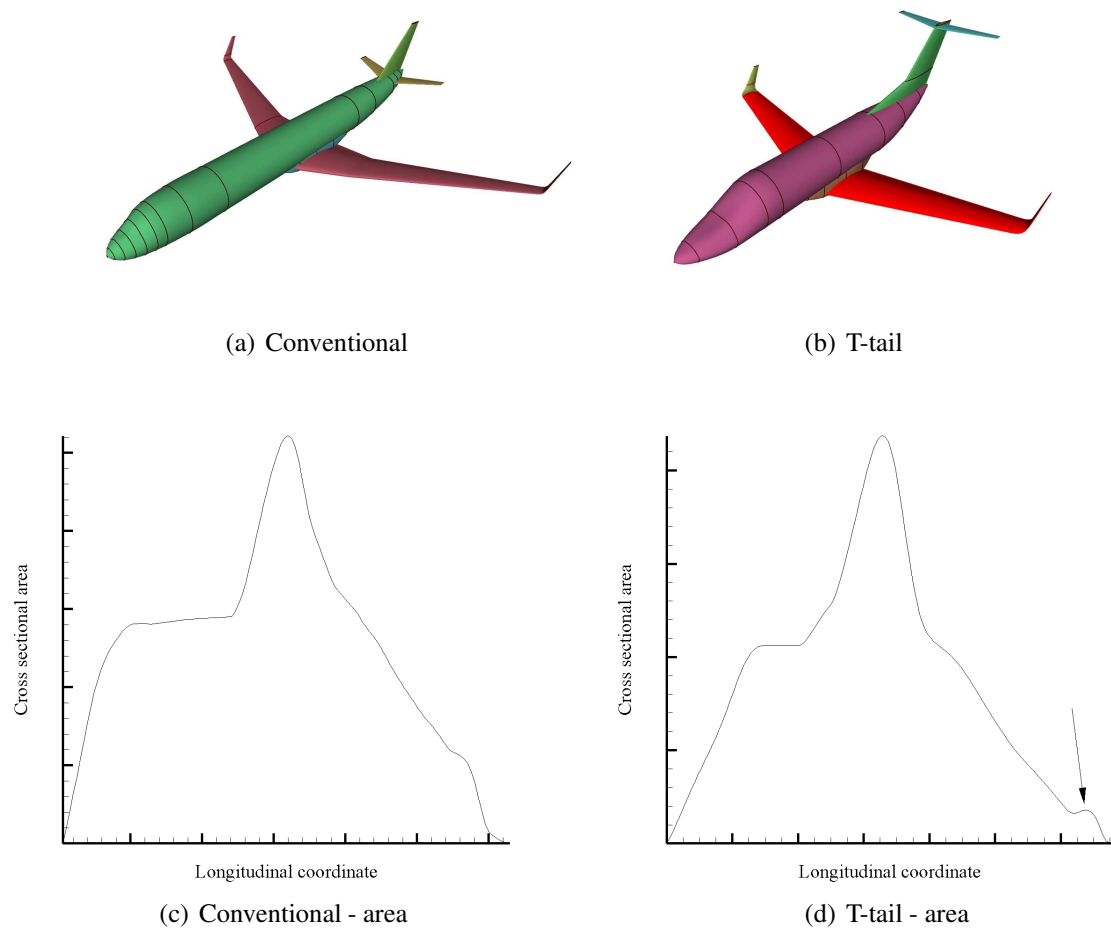 (a) Conventional
(b) T-tail
Cross sectional area
Longitudinal coordinate
(c) Conventional - area
Cross sectional area
Longitudinal coordinate
(d) T-tail - area